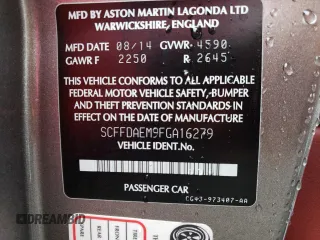 MFD BY ASTON MARTIN LAGONDA LTD
WARWICKSHIRE, ENGLAND
MFD DATE 08/14 GVWR 4590
GAWR F 2250 R 2645
THIS VEHICLE CONFORMS TO ALL APPLICABLE
FEDERAL MOTOR VEHICLE SAFETY, BUMPER
AND THEFT PREVENTION STANDARDS IN
EFFECT ON THE DATE OF MANUFACTURE
SCFFDAEM9FGA16279
VEHICLE IDENT.No.
PASSENGER CAR
CG43-973407-AA
DREAMBID